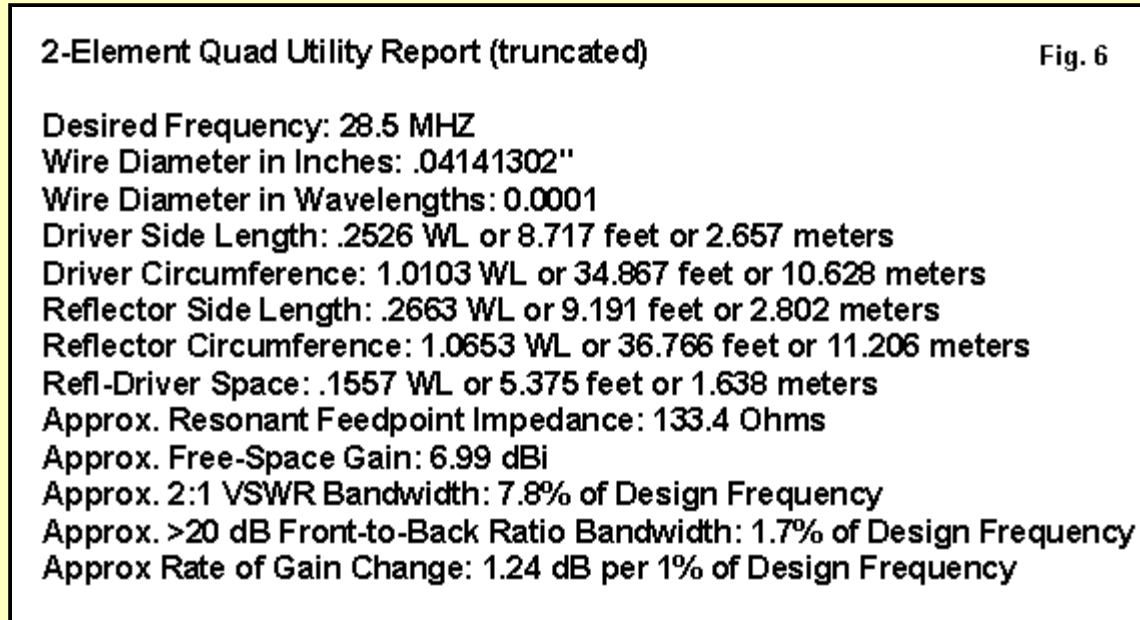 2-Element Quad Utility Report (truncated) Fig. 6
Desired Frequency: 28.5 MHZ
Wire Diameter in Inches: .04141302"
Wire Diameter in Wavelengths: 0.0001
Driver Side Length: .2526 WL or 8.717 feet or 2.657 meters
Driver Circumference: 1.0103 WL or 34.867 feet or 10.628 meters
Reflector Side Length: .2663 WL or 9.191 feet or 2.802 meters
Reflector Circumference: 1.0653 WL or 36.766 feet or 11.206 meters
Refl-Driver Space: .1557 WL or 5.375 feet or 1.638 meters
Approx. Resonant Feedpoint Impedance: 133.4 Ohms
Approx. Free-Space Gain: 6.99 dBi
Approx. 2:1 VSWR Bandwidth: 7.8% of Design Frequency
Approx. >20 dB Front-to-Back Ratio Bandwidth: 1.7% of Design Frequency
Approx Rate of Gain Change: 1.24 dB per 1% of Design Frequency